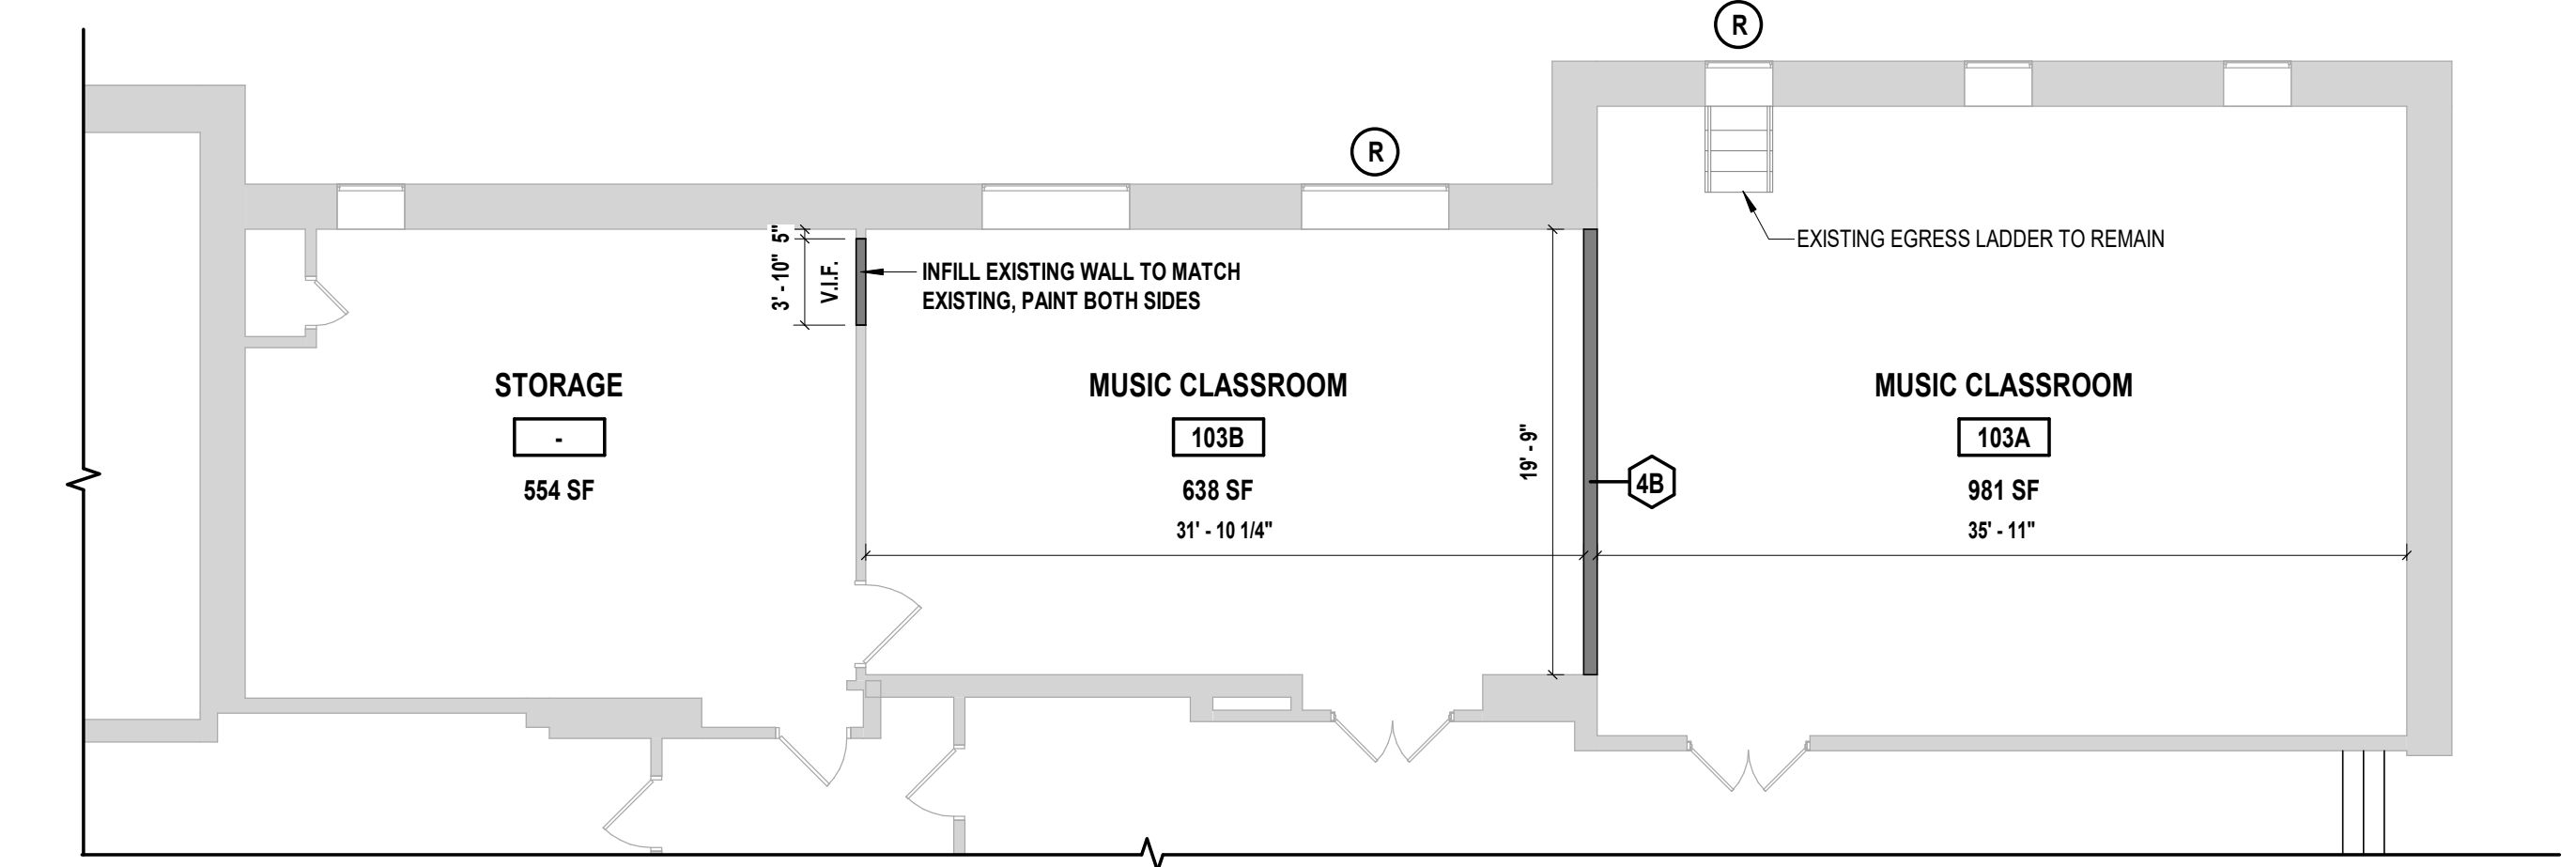 R
R
EXISTING EGRESS LADDER TO REMAIN
5"
3' - 10"
V.I.F.
INFILL EXISTING WALL TO MATCH
EXISTING, PAINT BOTH SIDES
STORAGE
-
554 SF
MUSIC CLASSROOM
103B
638 SF
31' - 10 1/4"
19' - 9"
4B
MUSIC CLASSROOM
103A
981 SF
35' - 11"